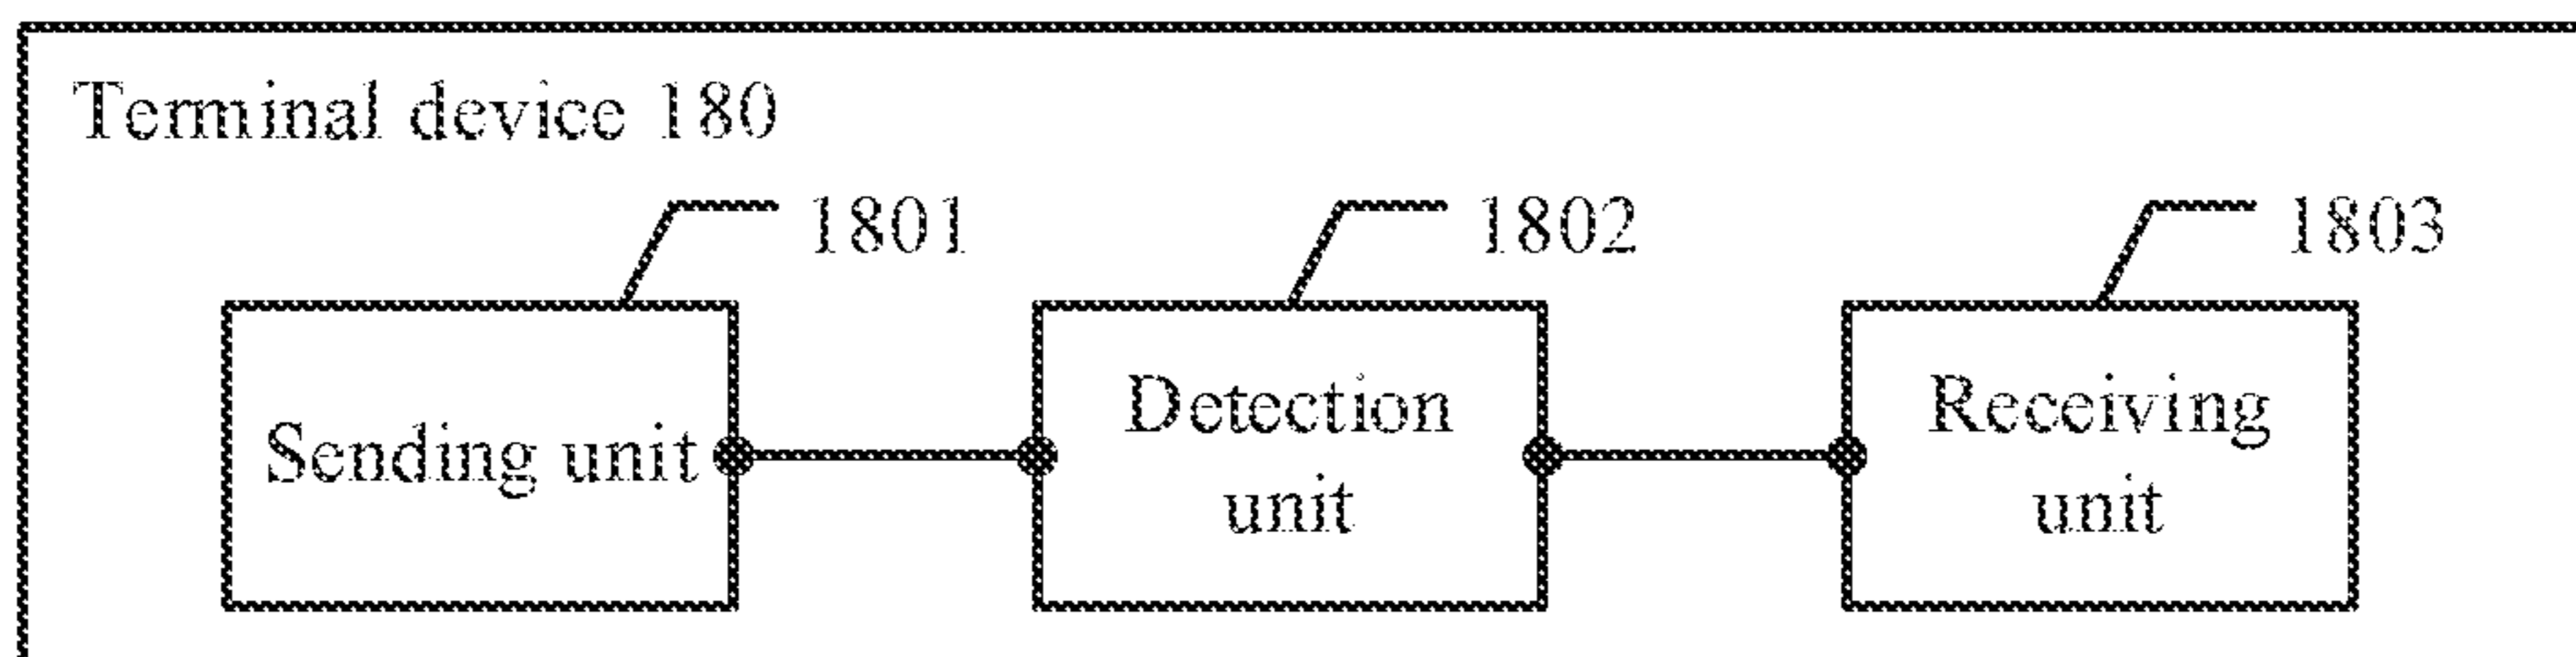 Terminal device 180
1801
1802
1803
Sending unit
Detection
unit
Receiving
unit